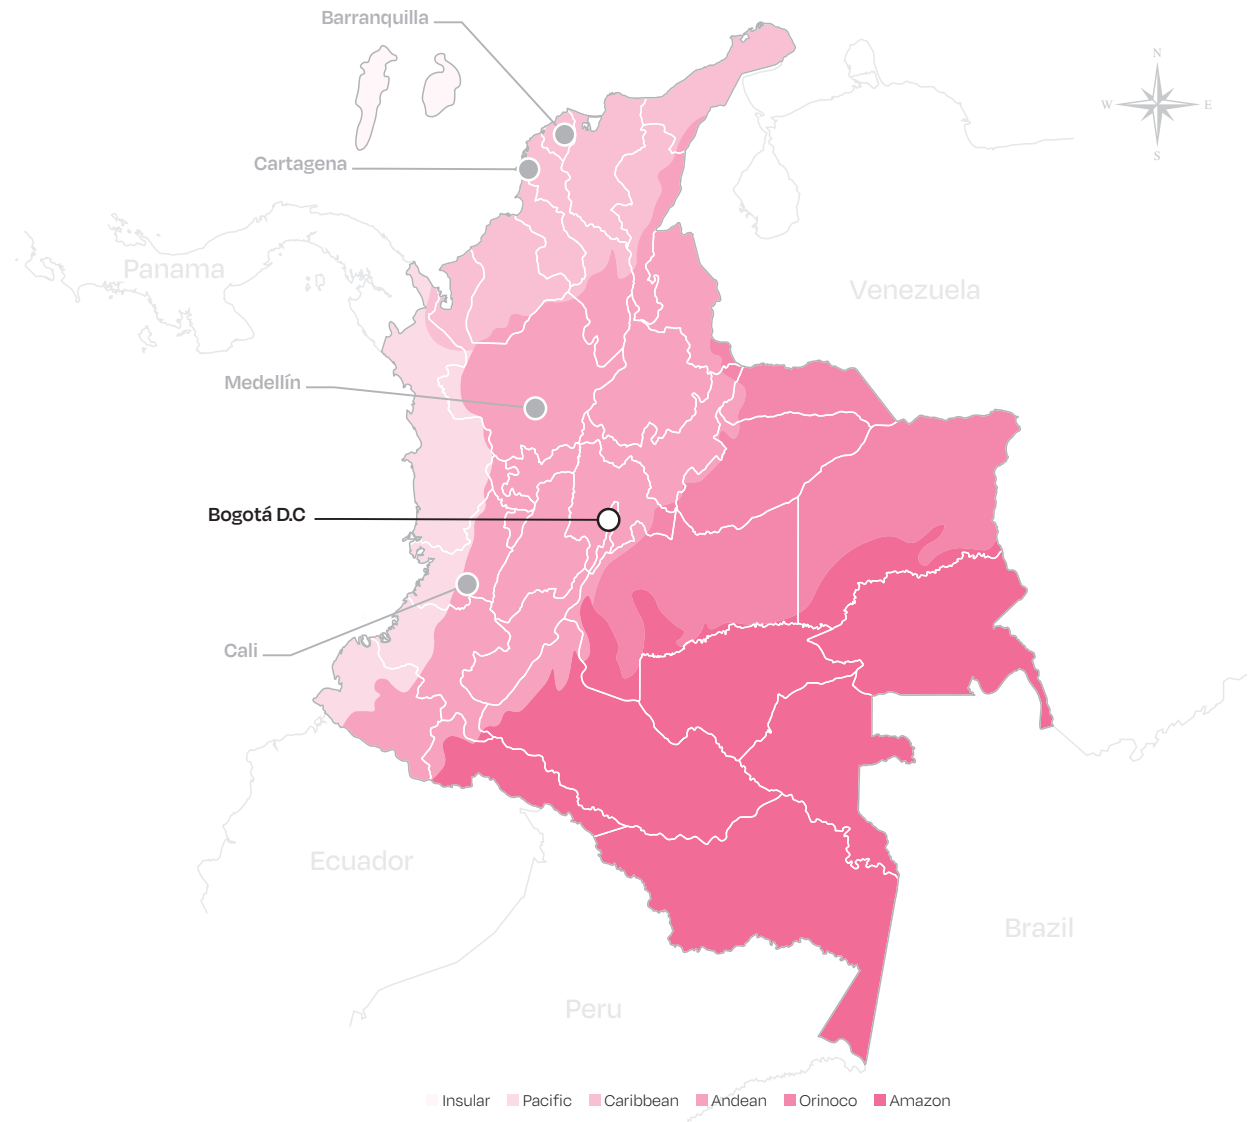 Barranquilla
N
W
E
S
Cartagena
Panama
Venezuela
Medellín
Bogotá D.C
Cali
Ecuador
Brazil
Peru
Insular
Pacific
Caribbean
Andean
Orinoco
Amazon